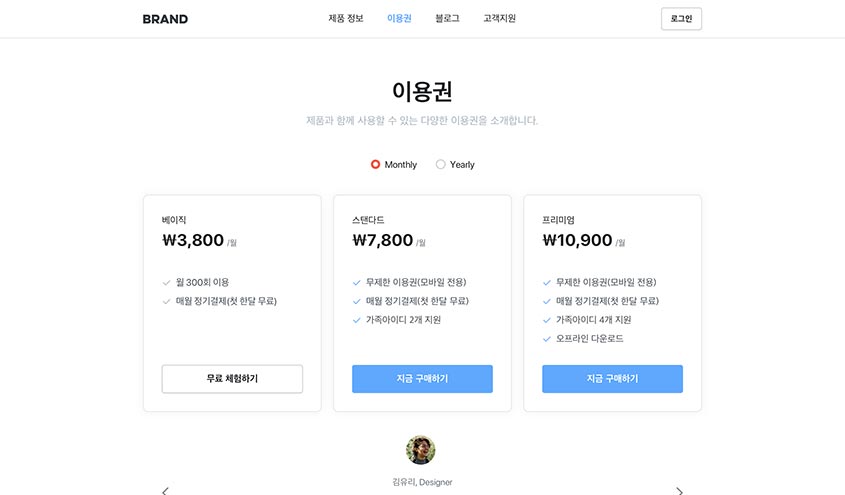 BRAND
제품 정보
이용권
블로그
고객지원
로그인
이용권
제품과 함께 사용할 수 있는 다양한 이용권을 소개합니다.
Monthly
Yearly
베이직
₩3,800 /월
월 300회 이용
매월 정기결제(첫 한달 무료)
무료 체험하기
스탠다드
₩7,800 /월
무제한 이용권(모바일 전용)
매월 정기결제(첫 한달 무료)
가족아이디 2개 지원
지금 구매하기
프리미엄
₩10,900 /월
무제한 이용권(모바일 전용)
매월 정기결제(첫 한달 무료)
가족아이디 4개 지원
오프라인 다운로드
지금 구매하기
김유리, Designer